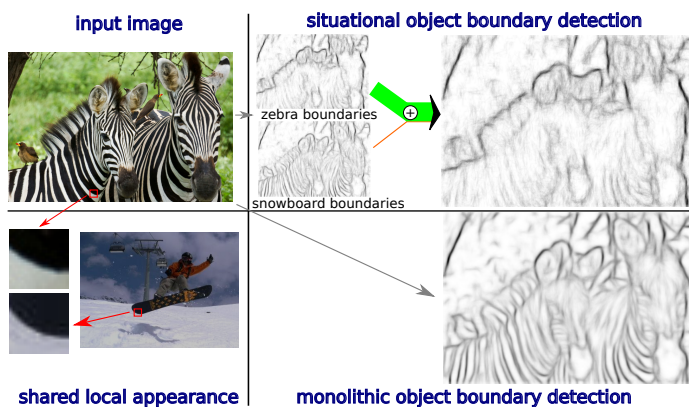 input image
situational object boundary detection
zebra boundaries
snowboard boundaries
shared local appearance
monolithic object boundary detection